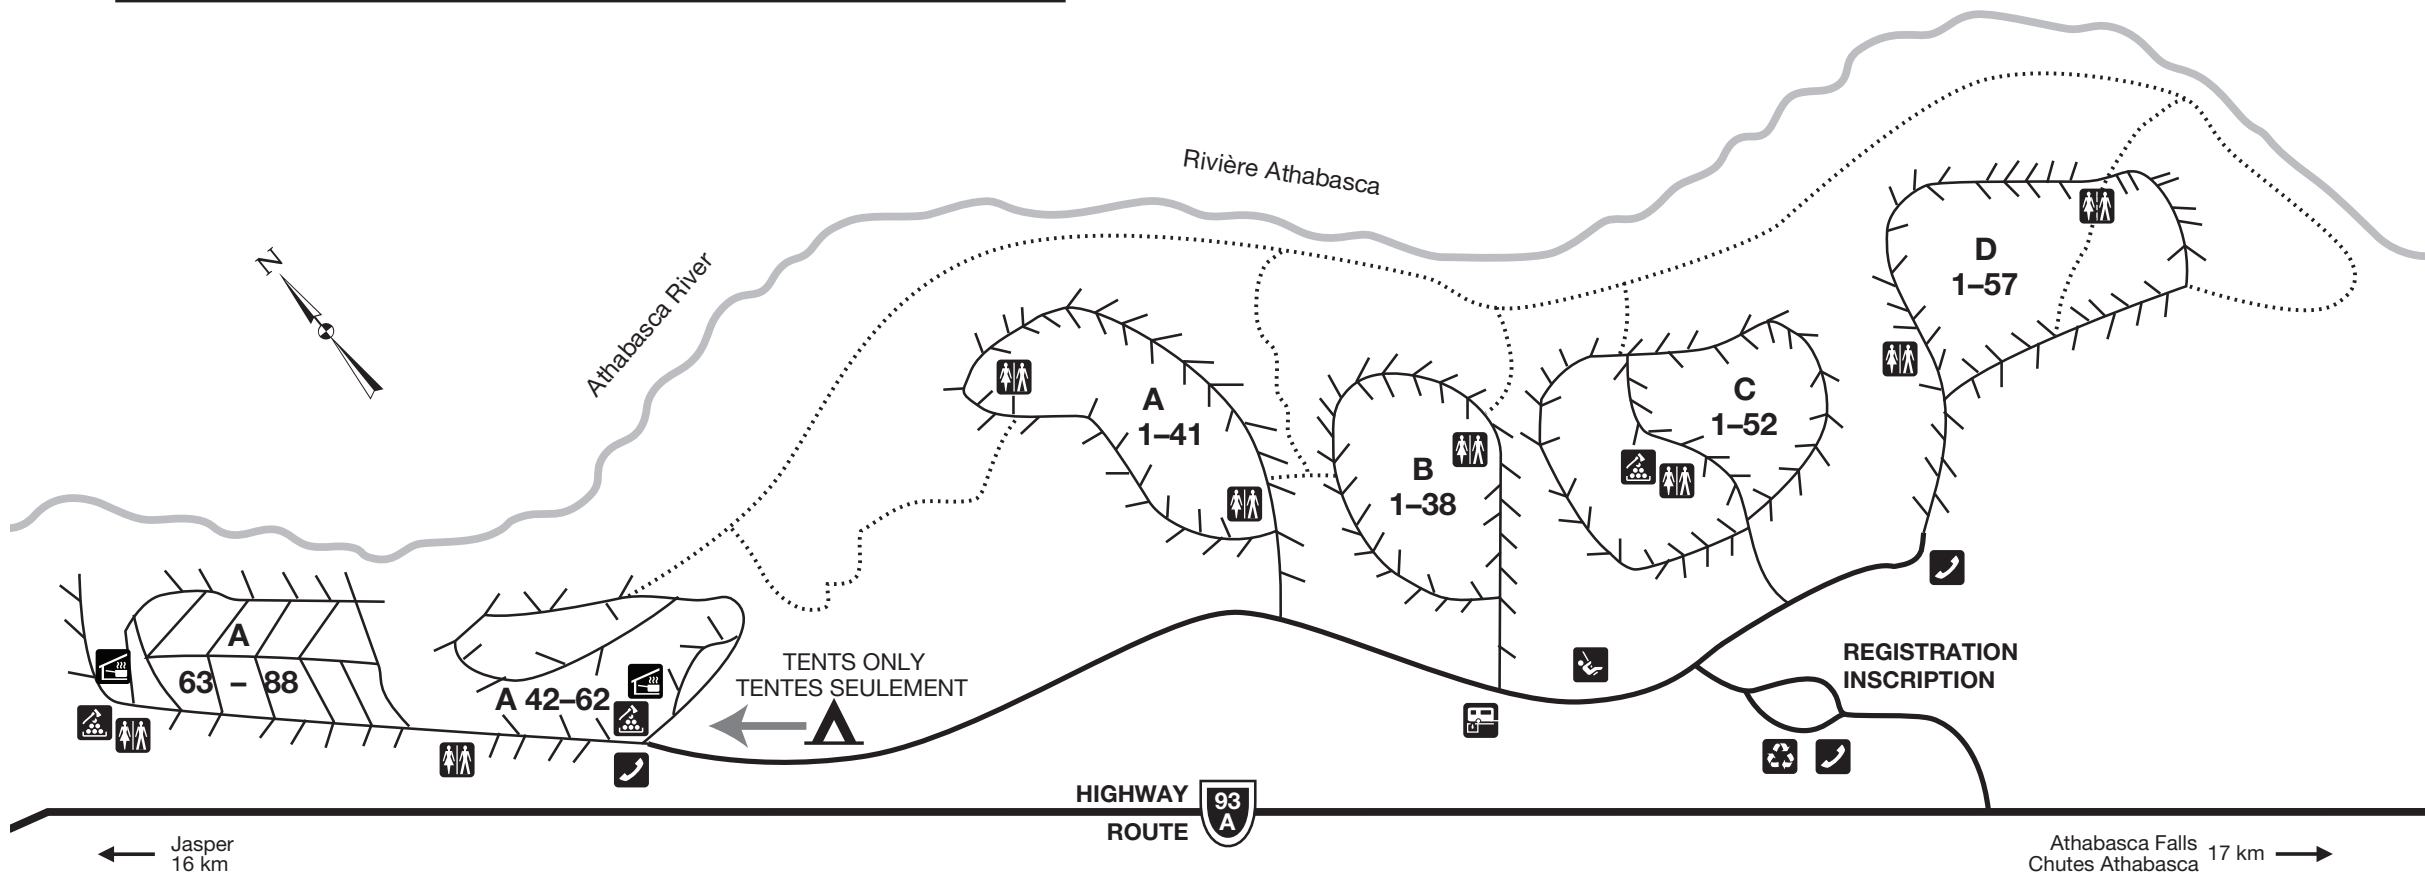 Rivière Athabasca
N
Athabasca River
D
1–57
A
1–41
C
1–52
B
1–38
A
63 – 88
A 42–62
TENTS ONLY
TENTES SEULEMENT
REGISTRATION
INSCRIPTION
HIGHWAY
ROUTE
93
A
Jasper
16 km
Athabasca Falls
Chutes Athabasca
17 km